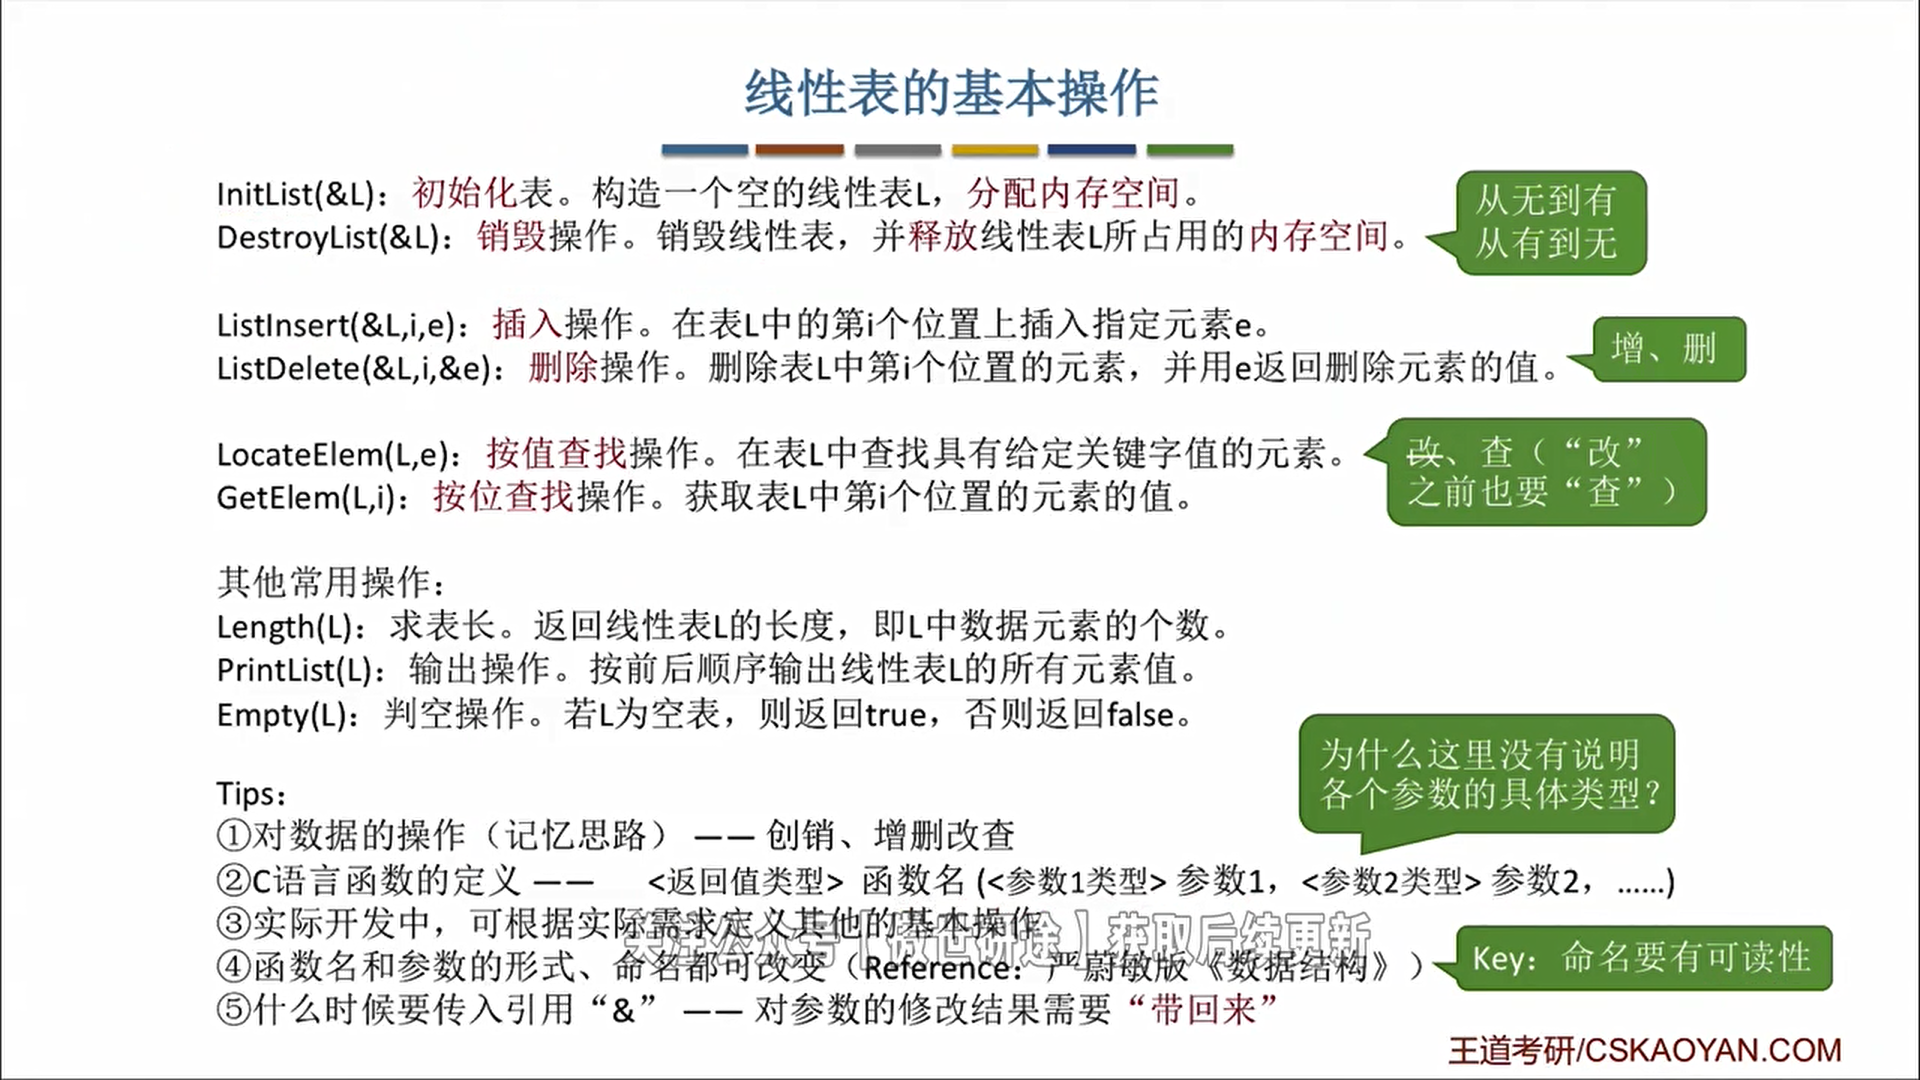 线性表的基本操作
InitList(&L)：初始化表。构造一个空的线性表L，分配内存空间。
DestroyList(&L)：销毁操作。销毁线性表，并释放线性表L所占用的内存空间。
从无到有
从有到无
ListInsert(&L,i,e)：插入操作。在表L中的第i个位置上插入指定元素e。
ListDelete(&L,i,&e)：删除操作。删除表L中第i个位置的元素，并用e返回删除元素的值。
增、删
LocateElem(L,e)：按值查找操作。在表L中查找具有给定关键字值的元素。
GetElem(L,i)：按位查找操作。获取表L中第i个位置的元素的值。
改、查（“改”
之前也要“查”）
其他常用操作：
Length(L)：求表长。返回线性表L的长度，即L中数据元素的个数。
PrintList(L)：输出操作。按前后顺序输出线性表L的所有元素值。
Empty(L)：判空操作。若L为空表，则返回true，否则返回false。
为什么这里没有说明
各个参数的具体类型？
Tips：
①对数据的操作（记忆思路） —— 创销、增删改查
②C语言函数的定义 —— <返回值类型> 函数名 (<参数1类型> 参数1，<参数2类型> 参数2，……)
③实际开发中，可根据实际需求定义其他的基本操作
关注公众号【傲世研途】获取后续更新
④函数名和参数的形式、命名都可改变（Reference：严蔚敏版《数据结构》）
Key：命名要有可读性
⑤什么时候要传入引用“&” —— 对参数的修改结果需要“带回来”
王道考研/CSKAOYAN.COM